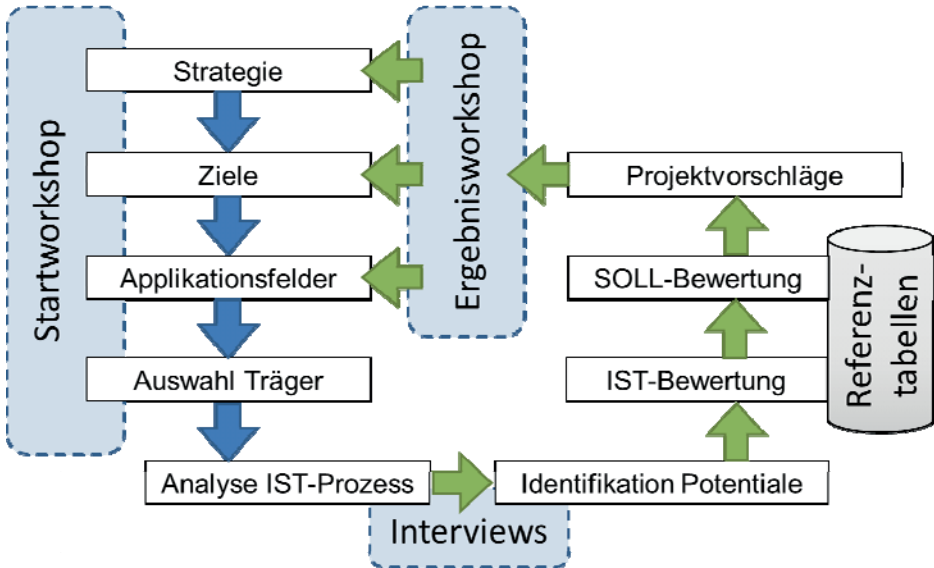 Startworkshop
Strategie
Ziele
Applikationsfelder
Auswahl Träger
Analyse IST-Prozess
Interviews
Identifikation Potentiale
IST-Bewertung
SOLL-Bewertung
Referenz-
tabellen
Projektvorschläge
Ergebnisworkshop